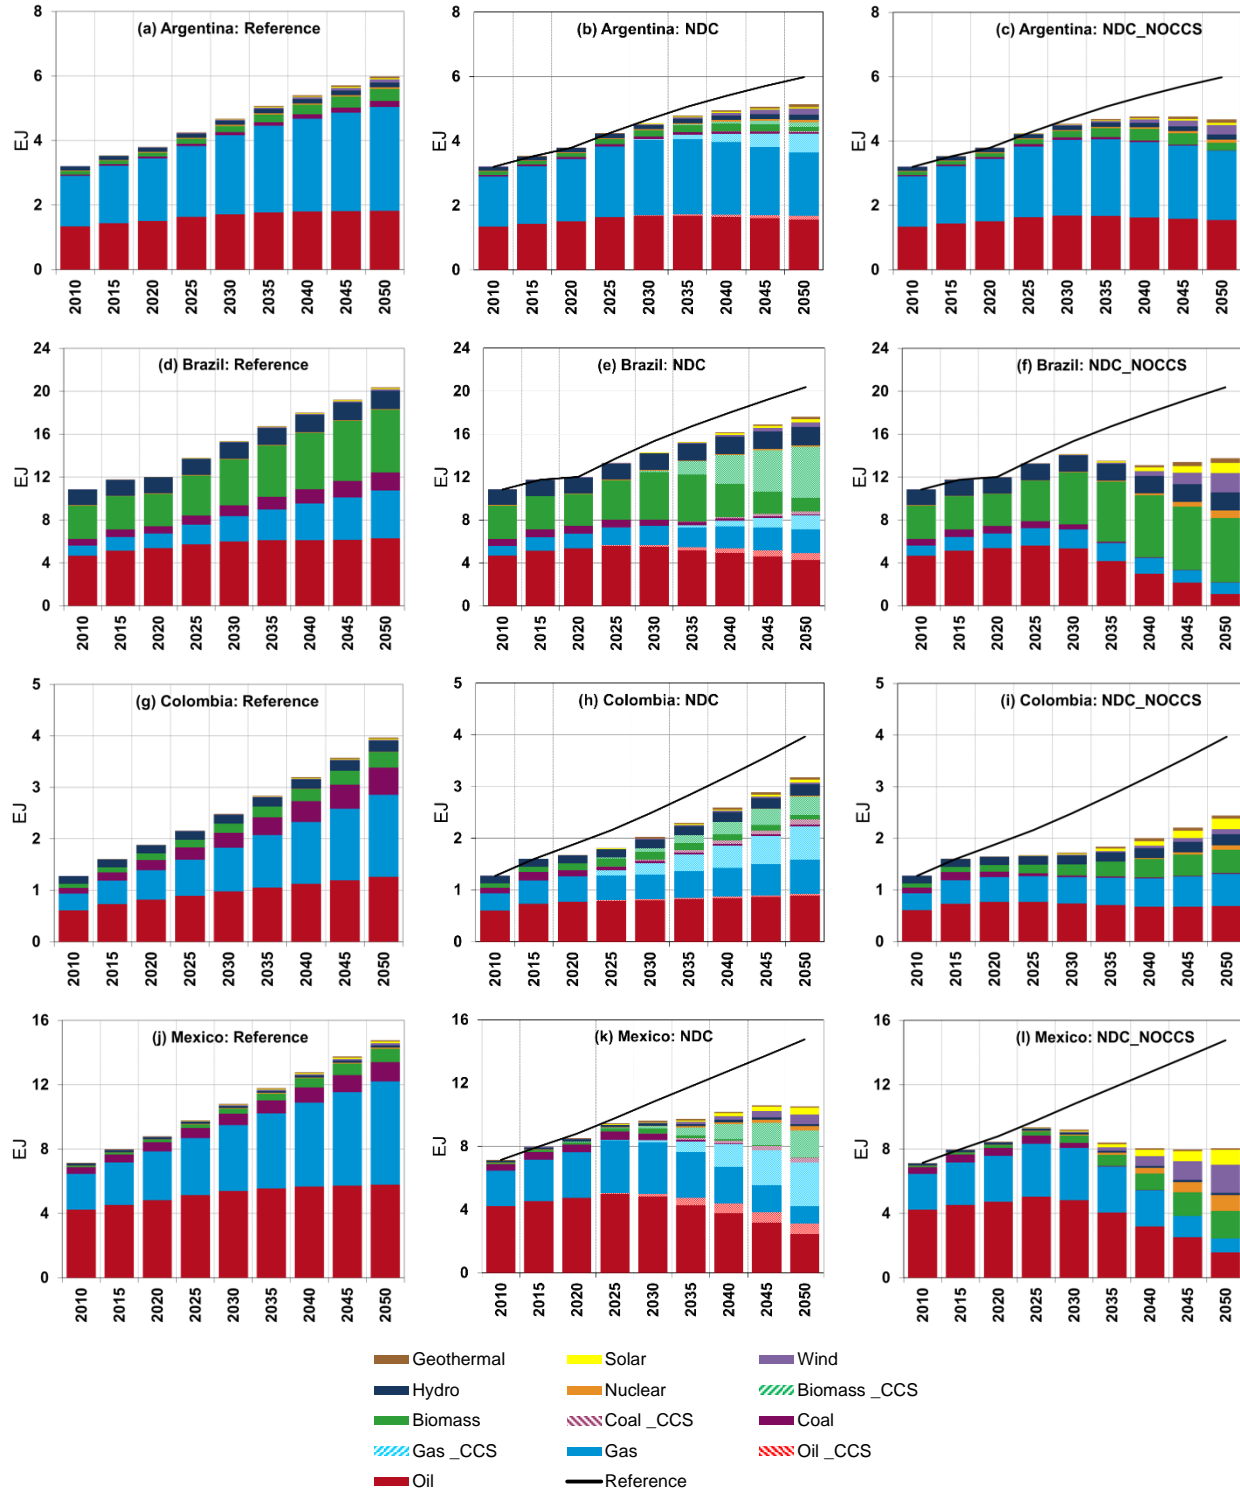 (a) Argentina: Reference
8
6
4
2
0
EJ
2010 2015 2020 2025 2030 2035 2040 2045 2050
(b) Argentina: NDC
8
6
4
2
0
EJ
2010 2015 2020 2025 2030 2035 2040 2045 2050
(c) Argentina: NDC_NOCCS
8
6
4
2
0
EJ
2010 2015 2020 2025 2030 2035 2040 2045 2050
(d) Brazil: Reference
24
20
16
12
8
4
0
EJ
2010 2015 2020 2025 2030 2035 2040 2045 2050
(e) Brazil: NDC
24
20
16
12
8
4
0
EJ
2010 2015 2020 2025 2030 2035 2040 2045 2050
(f) Brazil: NDC_NOCCS
24
20
16
12
8
4
0
EJ
2010 2015 2020 2025 2030 2035 2040 2045 2050
(g) Colombia: Reference
5
4
3
2
1
0
EJ
2010 2015 2020 2025 2030 2035 2040 2045 2050
(h) Colombia: NDC
5
4
3
2
1
0
EJ
2010 2015 2020 2025 2030 2035 2040 2045 2050
(i) Colombia: NDC_NOCCS
5
4
3
2
1
0
EJ
2010 2015 2020 2025 2030 2035 2040 2045 2050
(j) Mexico: Reference
16
12
8
4
0
EJ
2010 2015 2020 2025 2030 2035 2040 2045 2050
(k) Mexico: NDC
16
12
8
4
0
EJ
2010 2015 2020 2025 2030 2035 2040 2045 2050
(l) Mexico: NDC_NOCCS
16
12
8
4
0
EJ
2010 2015 2020 2025 2030 2035 2040 2045 2050
Geothermal Solar Wind
Hydro Nuclear Biomass _CCS
Biomass Coal _CCS Coal
Gas _CCS Gas Oil _CCS
Oil Reference